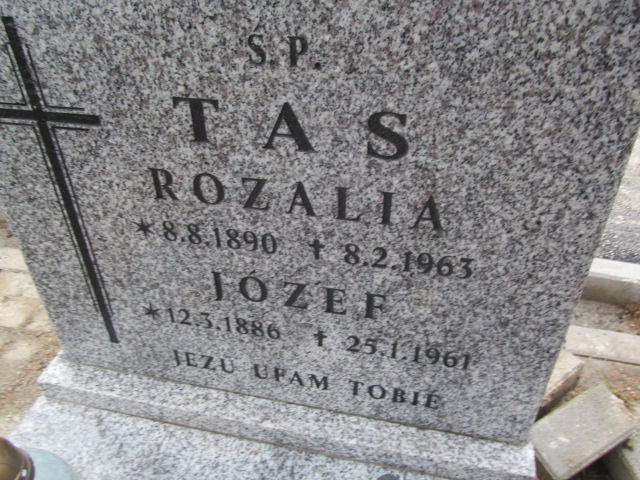 Ś.P.
TAS
ROZALIA
*8.8.1890 †8.2.1963
JÓZEF
*12.3.1886 †25.1.1961
JEZU UFAM TOBIE